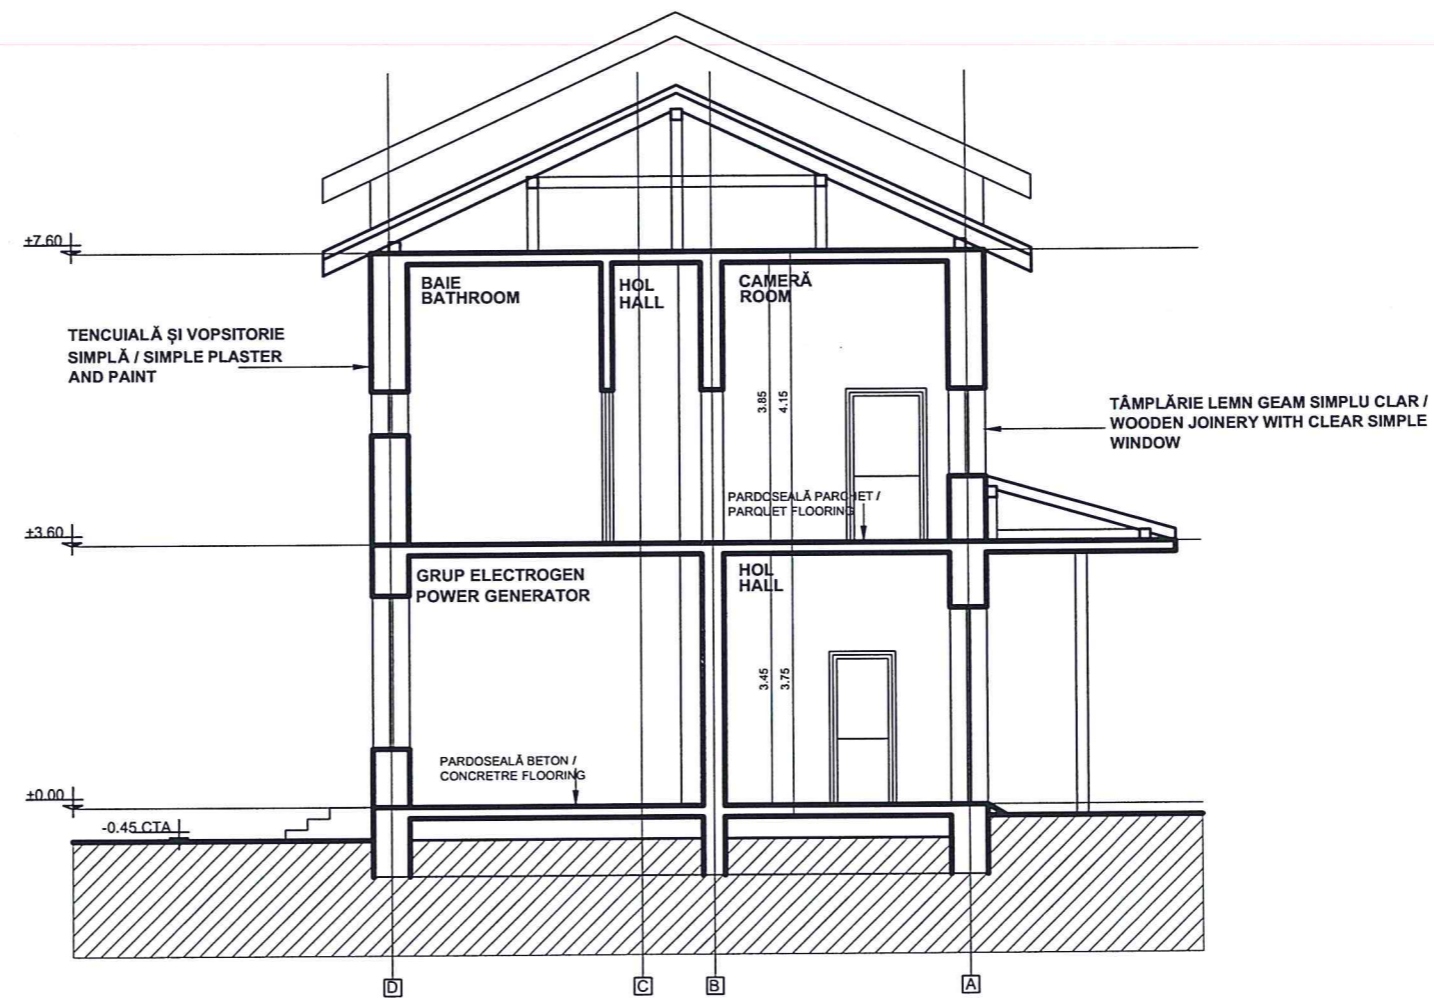 ±7.60
BAIE
BATHROOM
HOL
HALL
CAMERĂ
ROOM
TENCUIALĂ ȘI VOPSITORIE
SIMPLĂ / SIMPLE PLASTER
AND PAINT
3.85
4.15
TÂMPLĂRIE LEMN GEAM SIMPLU CLAR /
WOODEN JOINERY WITH CLEAR SIMPLE
WINDOW
PARDOSEALĂ PARCHET /
PARQUET FLOORING
±3.60
GRUP ELECTROGEN
POWER GENERATOR
HOL
HALL
3.45
3.75
PARDOSEALĂ BETON /
CONCRETRE FLOORING
±0.00
-0.45 CTA
D
C
B
A